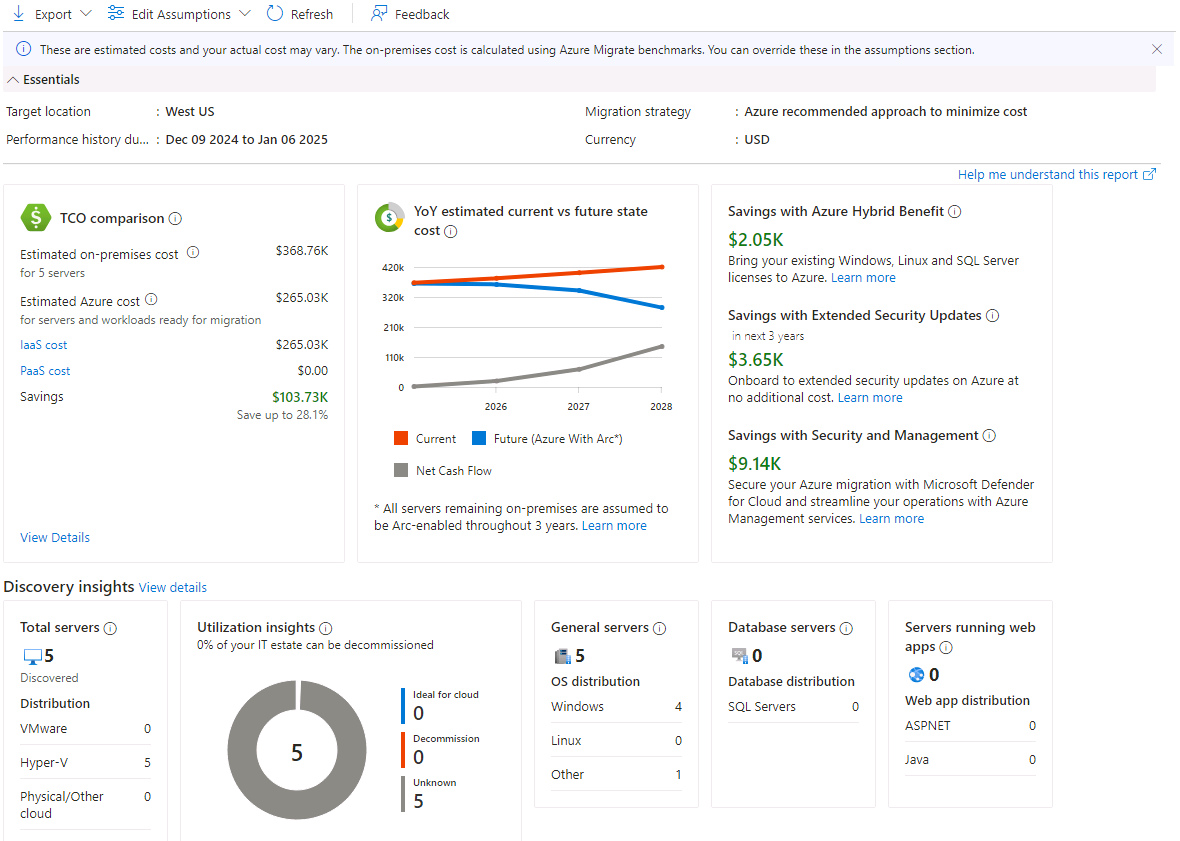 Export Edit Assumptions Refresh Feedback
These are estimated costs and your actual cost may vary. The on-premises cost is calculated using Azure Migrate benchmarks. You can override these in the assumptions section.
Essentials
Target location : West US
Migration strategy : Azure recommended approach to minimize cost
Performance history du... : Dec 09 2024 to Jan 06 2025
Currency : USD
Help me understand this report
TCO comparison
Estimated on-premises cost $368.76K
for 5 servers
Estimated Azure cost $265.03K
for servers and workloads ready for migration
IaaS cost $265.03K
PaaS cost $0.00
Savings $103.73K
Save up to 28.1%
View Details
YoY estimated current vs future state
cost
420k
320k
210k
110k
0
2026 2027 2028
Current Future (Azure With Arc*)
Net Cash Flow
* All servers remaining on-premises are assumed to
be Arc-enabled throughout 3 years. Learn more
Savings with Azure Hybrid Benefit
$2.05K
Bring your existing Windows, Linux and SQL Server
licenses to Azure. Learn more
Savings with Extended Security Updates
in next 3 years
$3.65K
Onboard to extended security updates on Azure at
no additional cost. Learn more
Savings with Security and Management
$9.14K
Secure your Azure migration with Microsoft Defender
for Cloud and streamline your operations with Azure
Management services. Learn more
Discovery insights View details
Total servers
5
Discovered
Distribution
VMware 0
Hyper-V 5
Physical/Other 0
cloud
Utilization insights
0% of your IT estate can be decommissioned
5
Ideal for cloud
0
Decommission
0
Unknown
5
General servers
5
OS distribution
Windows 4
Linux 0
Other 1
Database servers
SQL
0
Database distribution
SQL Servers 0
Servers running web
apps
0
Web app distribution
ASPNET 0
Java 0